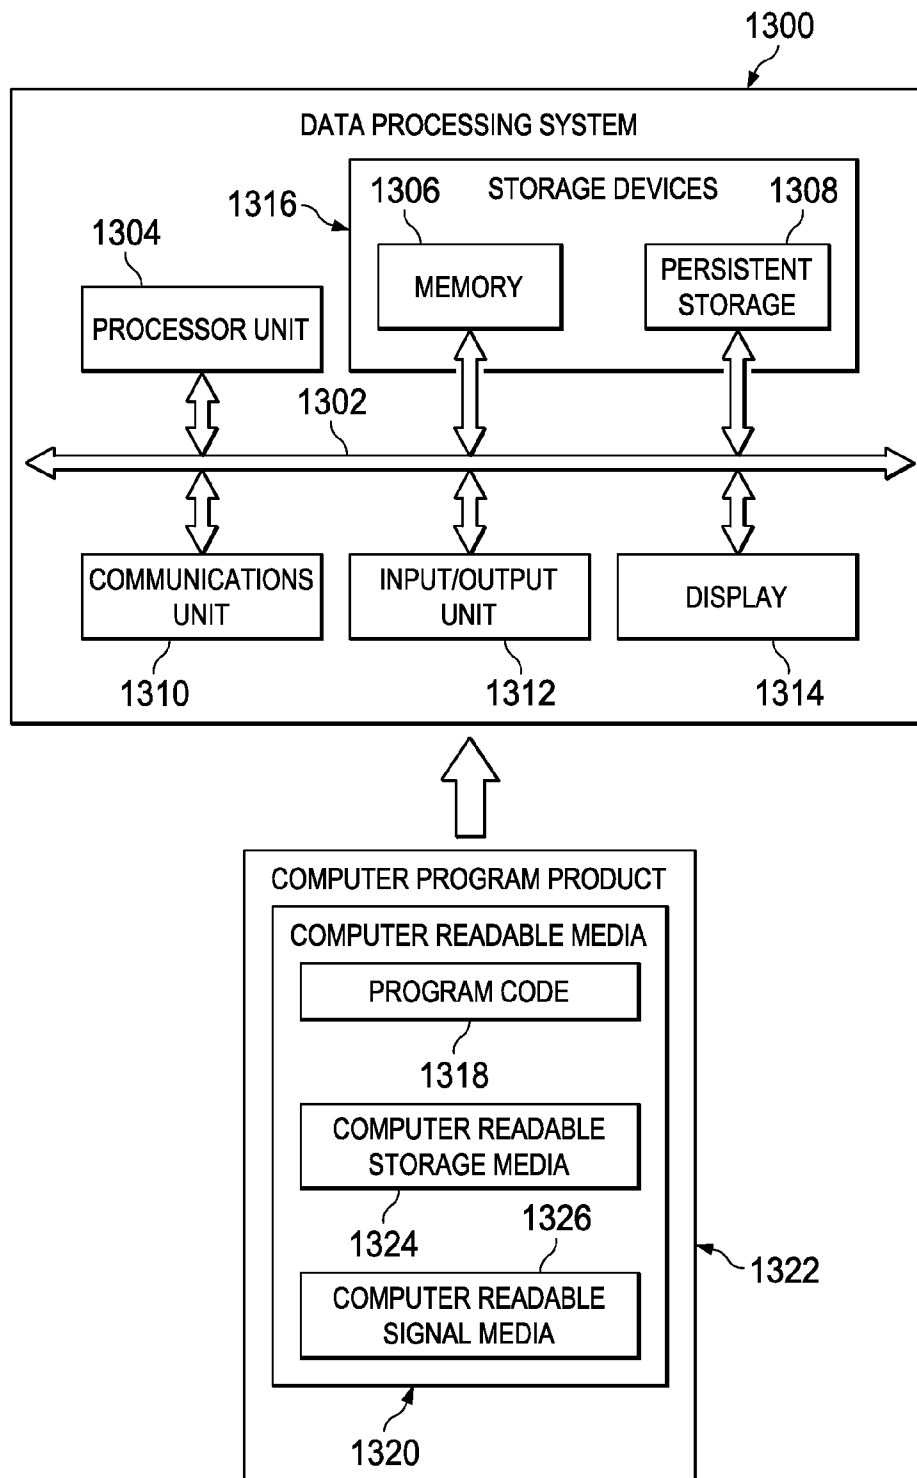 1300
DATA PROCESSING SYSTEM
1306
STORAGE DEVICES
1308
1316
1304
MEMORY
PERSISTENT
STORAGE
PROCESSOR UNIT
1302
COMMUNICATIONS
UNIT
INPUT/OUTPUT
UNIT
DISPLAY
1310
1312
1314
COMPUTER PROGRAM PRODUCT
COMPUTER READABLE MEDIA
PROGRAM CODE
1318
COMPUTER READABLE
STORAGE MEDIA
1324
1326
1322
COMPUTER READABLE
SIGNAL MEDIA
1320